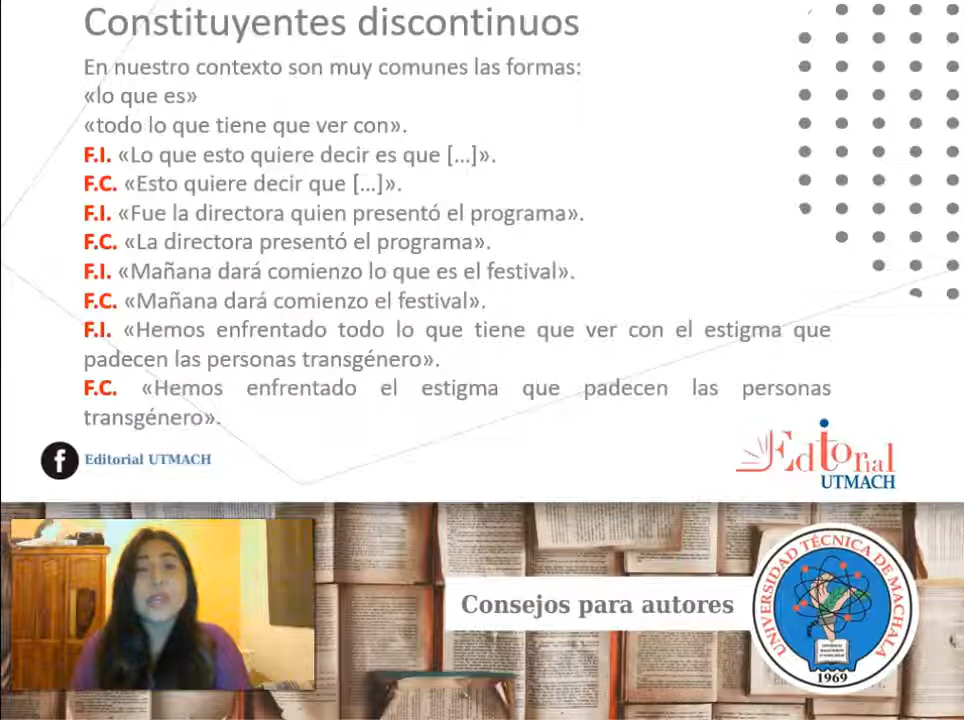 Constituyentes discontinuos
En nuestro contexto son muy comunes las formas:
«lo que es»
«todo lo que tiene que ver con».
F.I. «Lo que esto quiere decir es que [...]».
F.C. «Esto quiere decir que [...]».
F.I. «Fue la directora quien presentó el programa».
F.C. «La directora presentó el programa».
F.I. «Mañana dará comienzo lo que es el festival».
F.C. «Mañana dará comienzo el festival».
F.I. «Hemos enfrentado todo lo que tiene que ver con el estigma que
padecen las personas transgénero».
F.C. «Hemos enfrentado el estigma que padecen las personas
transgénero».
f Editorial UTMACH
Editorial
UTMACH
Consejos para autores
UNIVERSIDAD TÉCNICA DE MACHALA
1969